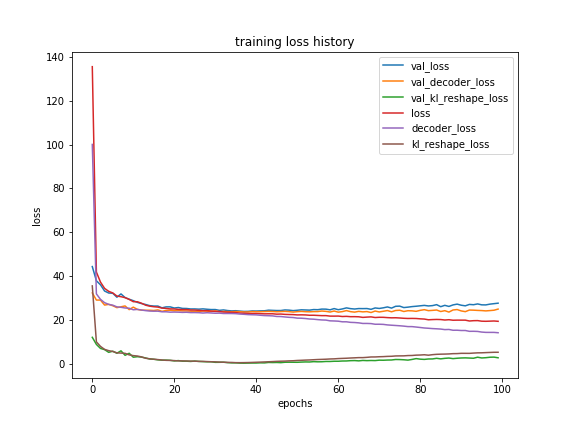 training loss history
140
120
100
80
60
40
20
0
loss
val_loss
val_decoder_loss
val_kl_reshape_loss
loss
decoder_loss
kl_reshape_loss
0 20 40 60 80 100
epochs